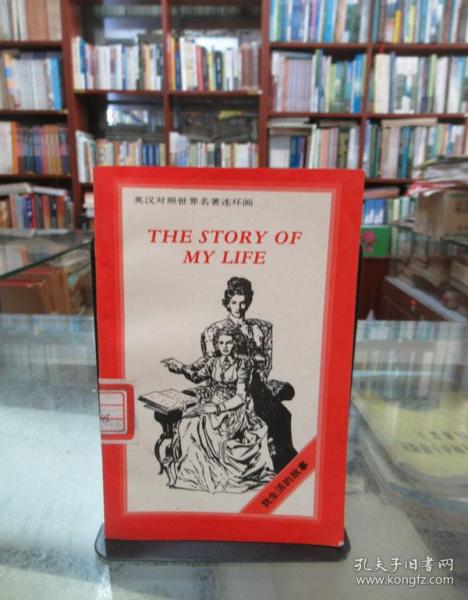 英汉对照世界名著连环画
THE STORY OF
MY LIFE
我生活的故事
孔夫子旧书网
www.kongfz.com